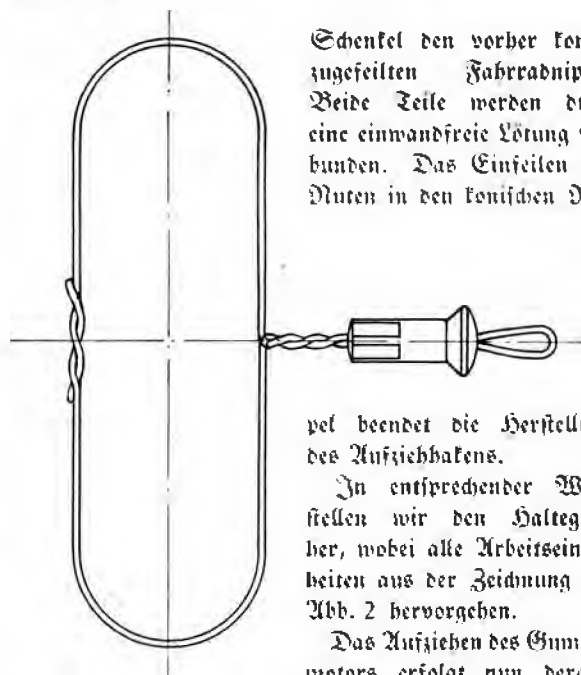 Schenkel den vorher kon
zugefeilten Fahrradnip
Beide Teile werden du
eine einwandfreie Lötung v
bunden. Das Einfeilen
Nuten in den konischen N
pel beendet die Herstell
des Aufziehhakens.
In entsprechender W
stellen wir den Halteg
her, wobei alle Arbeitsein
heiten aus der Zeichnung
Abb. 2 hervorgehen.
Das Aufziehen des Gum
motors erfolgt nun dera